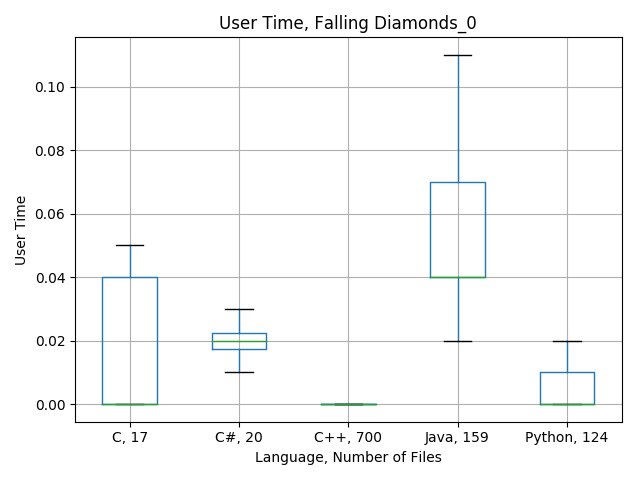 User Time, Falling Diamonds_0
0.10
0.08
0.06
0.04
0.02
0.00
User Time
C, 17
C#, 20
C++, 700
Java, 159
Python, 124
Language, Number of Files